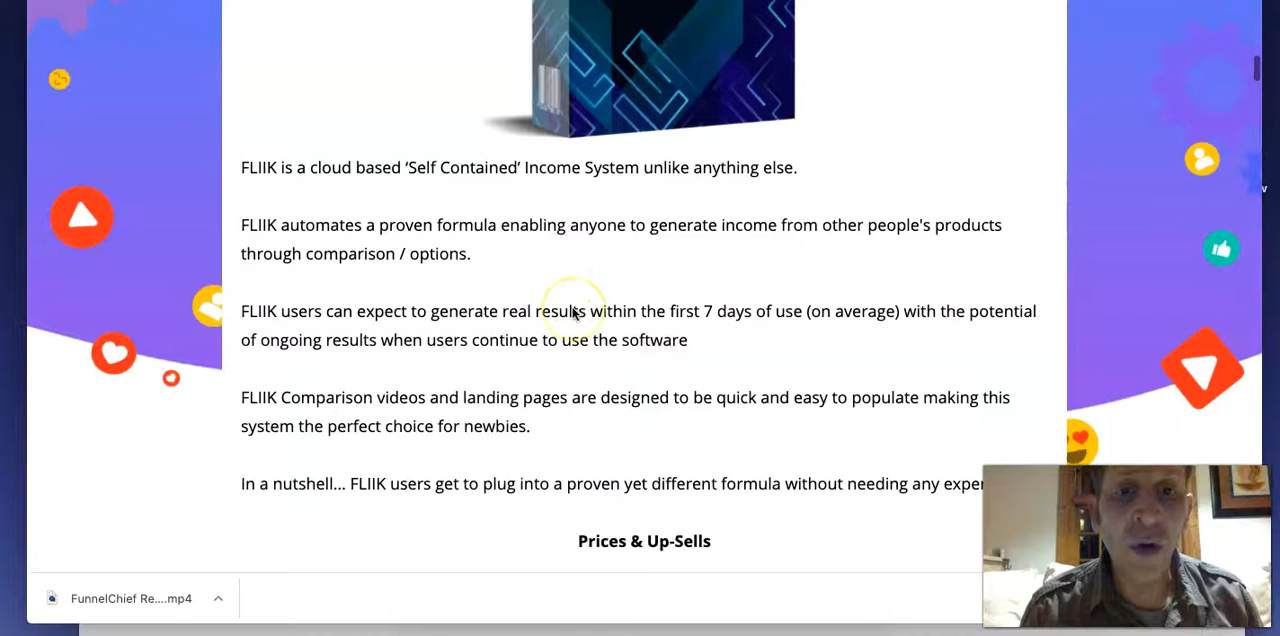 FLIIK is a cloud based ‘Self Contained’ Income System unlike anything else.
FLIIK automates a proven formula enabling anyone to generate income from other people's products
through comparison / options.
FLIIK users can expect to generate real results within the first 7 days of use (on average) with the potential
of ongoing results when users continue to use the software
FLIIK Comparison videos and landing pages are designed to be quick and easy to populate making this
system the perfect choice for newbies.
In a nutshell... FLIIK users get to plug into a proven yet different formula without needing any
Prices & Up-Sells
FunnelChief Re....mp4